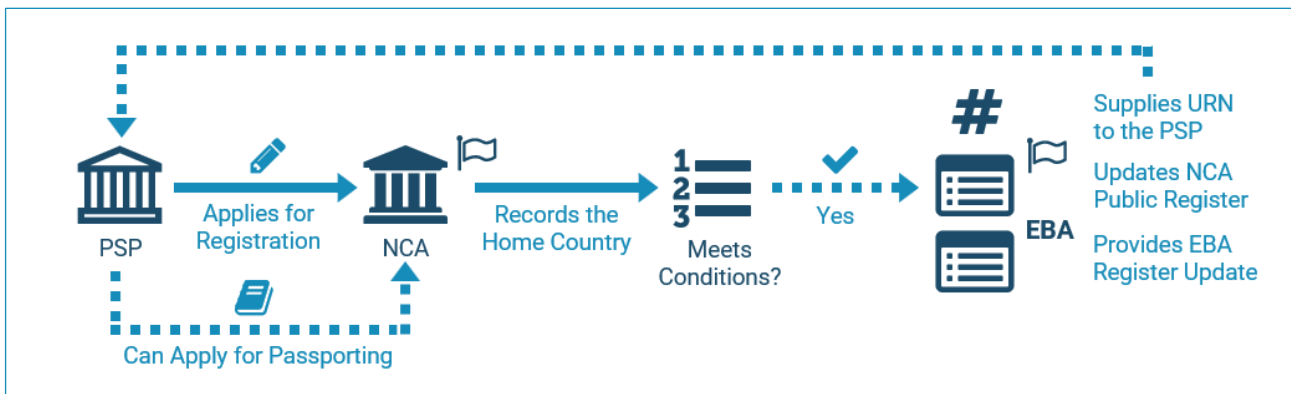 Supplies URN
to the PSP
#
1
2
3
Applies for
Registration
PSP
NCA
Records the
Home Country
Meets
Conditions?
Yes
Updates NCA
Public Register
EBA
Provides EBA
Register Update
Can Apply for Passporting